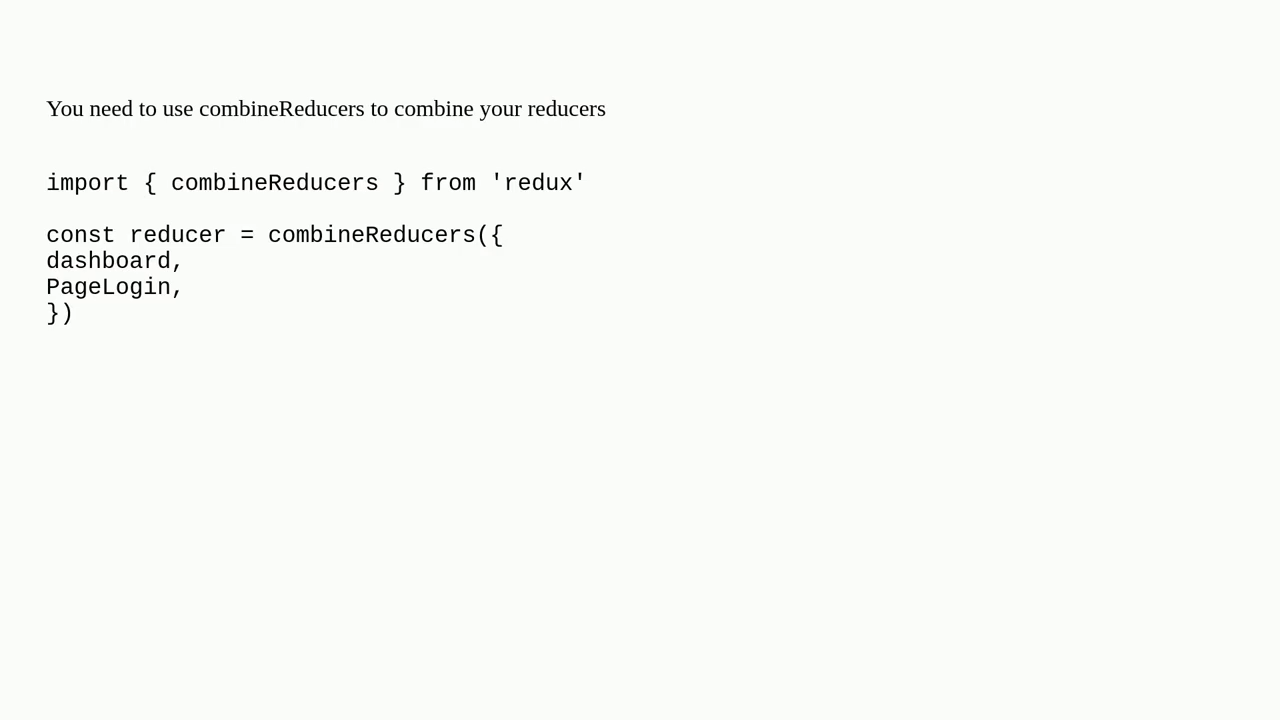 You need to use combineReducers to combine your reducers
import { combineReducers } from 'redux'
const reducer = combineReducers({
dashboard,
PageLogin,
})